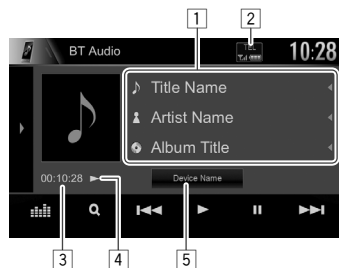 1 2
BT Audio TEL 10:28
Title Name
Artist Name
Album Title
00:10:28 Device Name
3 4 5